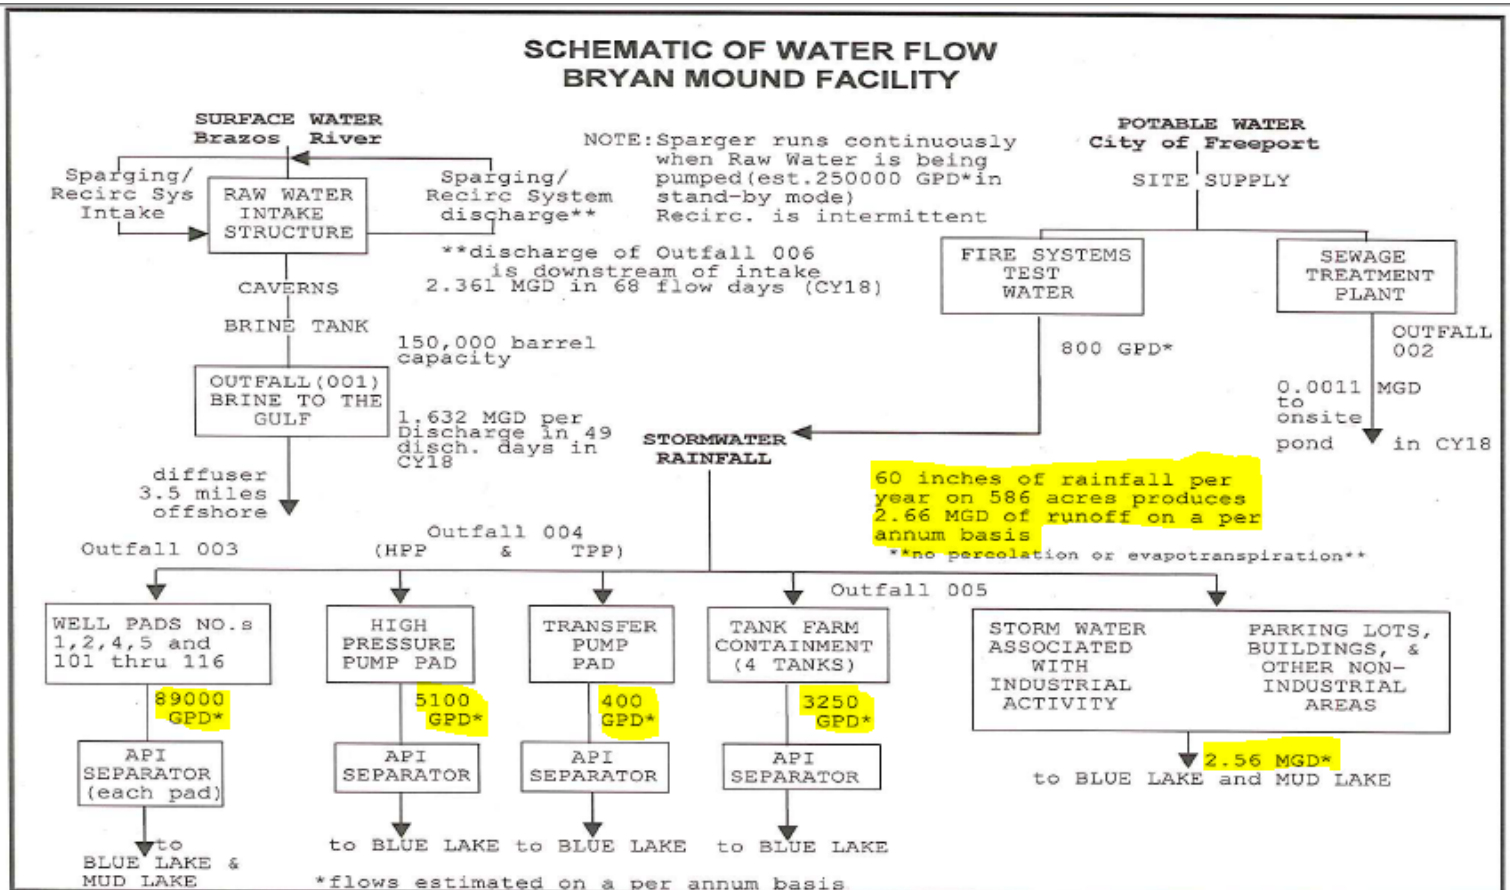 SCHEMATIC OF WATER FLOW
BRYAN MOUND FACILITY
SURFACE WATER
Brazos River
Sparging/
Recirc Sys
Intake
RAW WATER
INTAKE
STRUCTURE
Sparging/
Recirc System
discharge**
NOTE:Sparger runs continuously
when Raw Water is being
pumped(est.250000 GPD*in
stand-by mode)
Recirc. is intermittent
**discharge of Outfall 006
is downstream of intake
2.361 MGD in 68 flow days (CY18)
POTABLE WATER
City of Freeport
SITE SUPPLY
FIRE SYSTEMS
TEST
WATER
SEWAGE
TREATMENT
PLANT
CAVERNS
BRINE TANK
150,000 barrel
capacity
OUTFALL(001)
BRINE TO THE
GULF
1.632 MGD per
Discharge in 49
disch. days in
CY18
diffuser
3.5 miles
offshore
800 GPD*
OUTFALL
002
0.0011 MGD
to
onsite
pond in CY18
STORMWATER
RAINFALL
60 inches of rainfall per
year on 586 acres produces
2.66 MGD of runoff on a per
annum basis
**no percolation or evapotranspiration**
Outfall 003
Outfall 004
(HPP & TPP)
Outfall 005
WELL PADS NO.s
1,2,4,5 and
101 thru 116
89000
GPD*
API
SEPARATOR
(each pad)
to
BLUE LAKE &
MUD LAKE
HIGH
PRESSURE
PUMP PAD
5100
GPD*
API
SEPARATOR
to BLUE LAKE
TRANSFER
PUMP
PAD
400
GPD*
API
SEPARATOR
to BLUE LAKE
TANK FARM
CONTAINMENT
(4 TANKS)
3250
GPD*
API
SEPARATOR
to BLUE LAKE
STORM WATER
ASSOCIATED
WITH
INDUSTRIAL
ACTIVITY
PARKING LOTS,
BUILDINGS, &
OTHER NON-
INDUSTRIAL
AREAS
2.56 MGD*
to BLUE LAKE and MUD LAKE
*flows estimated on a per annum basis